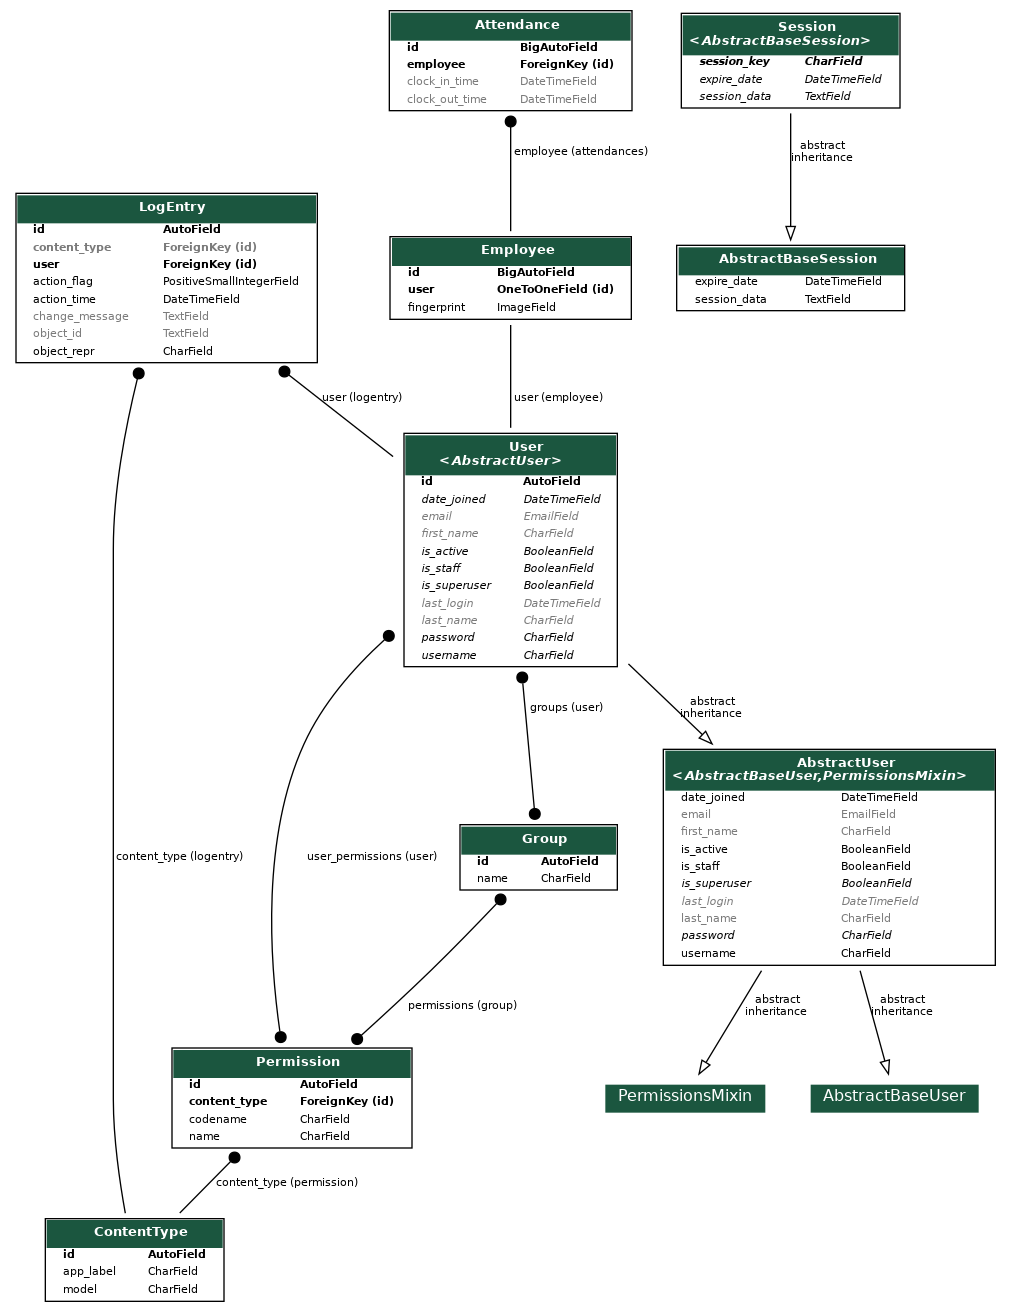 Attendance
id BigAutoField
employee ForeignKey (id)
clock_in_time DateTimeField
clock_out_time DateTimeField
Session
<AbstractBaseSession>
session_key CharField
expire_date DateTimeField
session_data TextField
employee (attendances)
abstract
inheritance
LogEntry
id AutoField
content_type ForeignKey (id)
user ForeignKey (id)
action_flag PositiveSmallIntegerField
action_time DateTimeField
change_message TextField
object_id TextField
object_repr CharField
Employee
id BigAutoField
user OneToOneField (id)
fingerprint ImageField
AbstractBaseSession
expire_date DateTimeField
session_data TextField
user (logentry)
user (employee)
User
<AbstractUser>
id AutoField
date_joined DateTimeField
email EmailField
first_name CharField
is_active BooleanField
is_staff BooleanField
is_superuser BooleanField
last_login DateTimeField
last_name CharField
password CharField
username CharField
groups (user)
abstract
inheritance
AbstractUser
<AbstractBaseUser,PermissionsMixin>
date_joined DateTimeField
email EmailField
first_name CharField
is_active BooleanField
is_staff BooleanField
is_superuser BooleanField
last_login DateTimeField
last_name CharField
password CharField
username CharField
content_type (logentry)
user_permissions (user)
Group
id AutoField
name CharField
permissions (group)
abstract
inheritance
abstract
inheritance
Permission
id AutoField
content_type ForeignKey (id)
codename CharField
name CharField
PermissionsMixin
AbstractBaseUser
content_type (permission)
ContentType
id AutoField
app_label CharField
model CharField